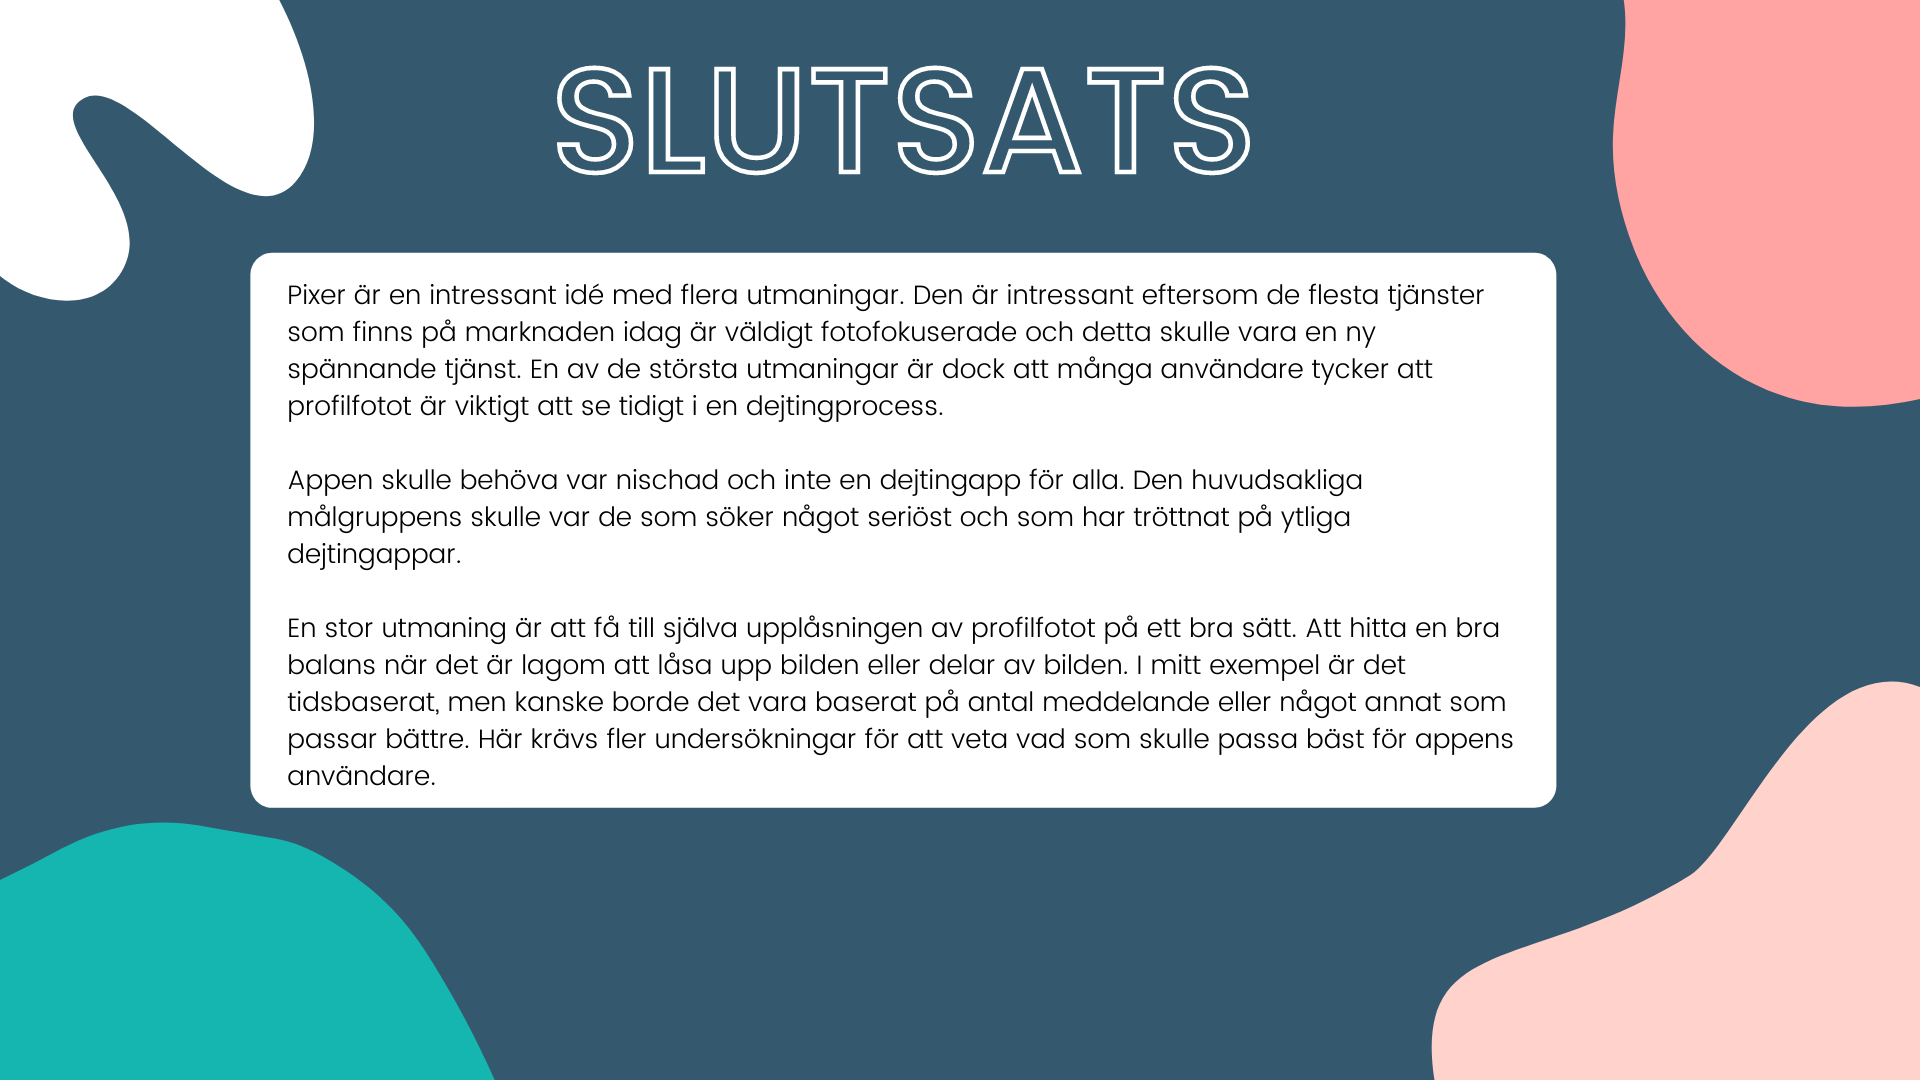 SLUTSATS
Pixer är en intressant idé med flera utmaningar. Den är intressant eftersom de flesta tjänster
som finns på marknaden idag är väldigt fotofokuserade och detta skulle vara en ny
spännande tjänst. En av de största utmaningar är dock att många användare tycker att
profilfotot är viktigt att se tidigt i en dejtingprocess.
Appen skulle behöva var nischad och inte en dejtingapp för alla. Den huvudsakliga
målgruppens skulle var de som söker något seriöst och som har tröttnat på ytliga
dejtingappar.
En stor utmaning är att få till själva upplåsningen av profilfotot på ett bra sätt. Att hitta en bra
balans när det är lagom att låsa upp bilden eller delar av bilden. I mitt exempel är det
tidsbaserat, men kanske borde det vara baserat på antal meddelande eller något annat som
passar bättre. Här krävs fler undersökningar för att veta vad som skulle passa bäst för appens
användare.